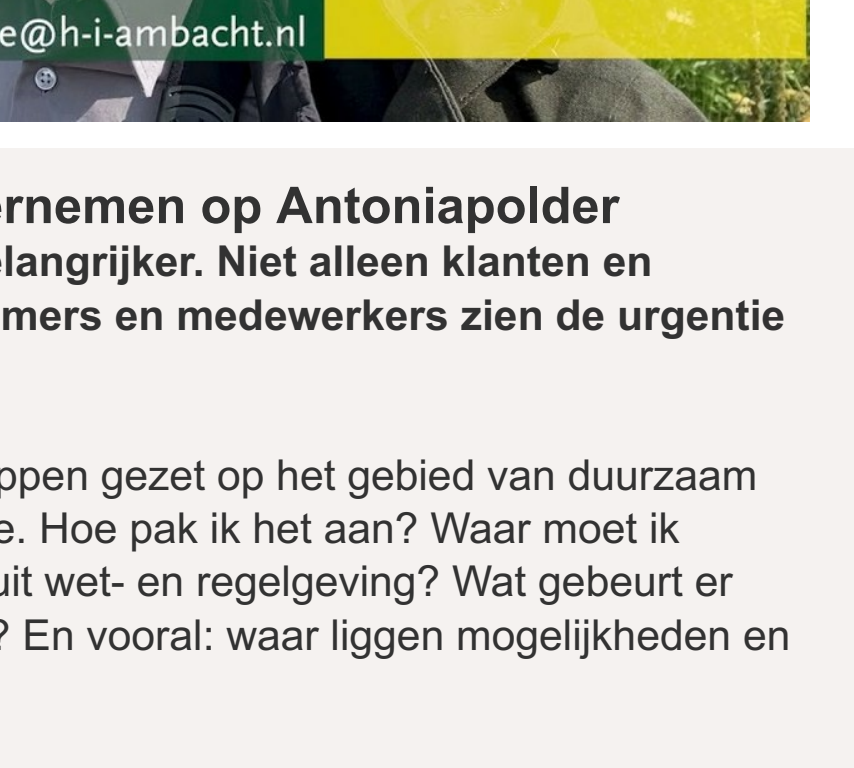 e@h-i-ambacht.nl
ernemen op Antoniapolder
elangrijker. Niet alleen klanten en
mers en medewerkers zien de urgentie
ppen gezet op het gebied van duurzaam
e. Hoe pak ik het aan? Waar moet ik
uit wet- en regelgeving? Wat gebeurt er
? En vooral: waar liggen mogelijkheden en